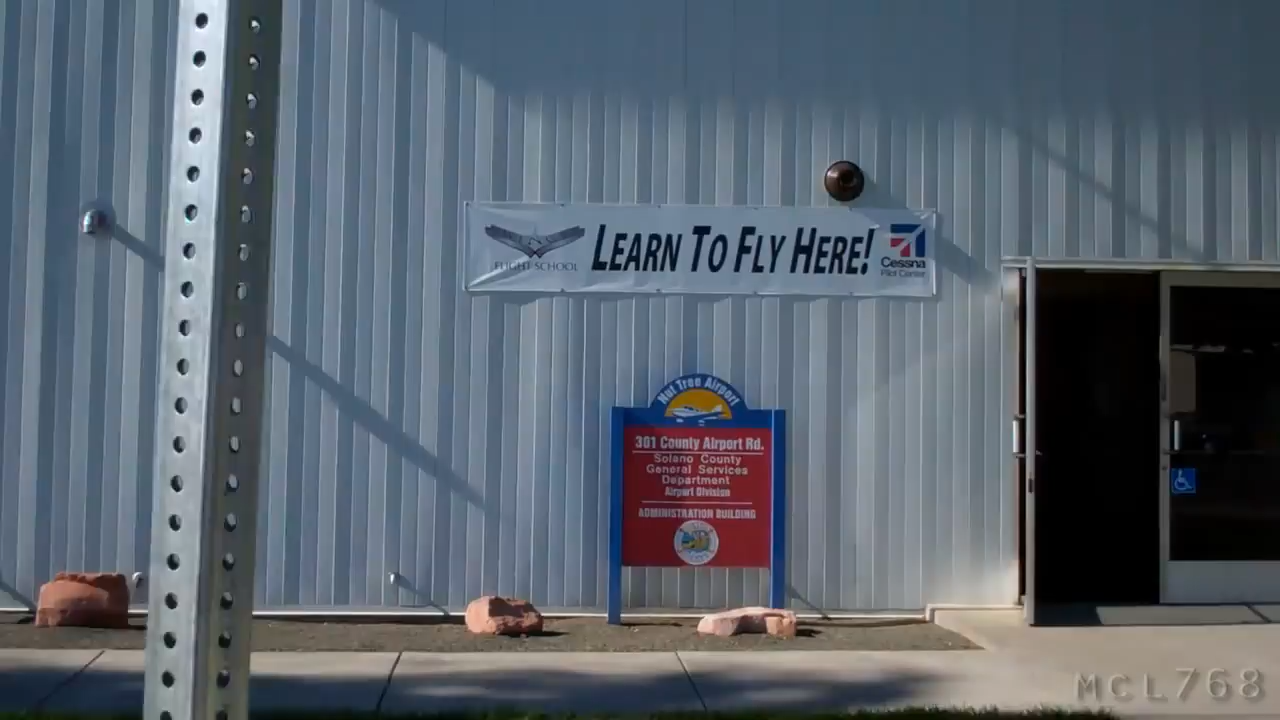 FLIGHT SCHOOL
LEARN TO FLY HERE!
Cessna
Pilot Center
Nut Tree Airport
301 County Airport Rd.
Solano County
General Services
Department
Airport Division
ADMINISTRATION BUILDING
MCL768